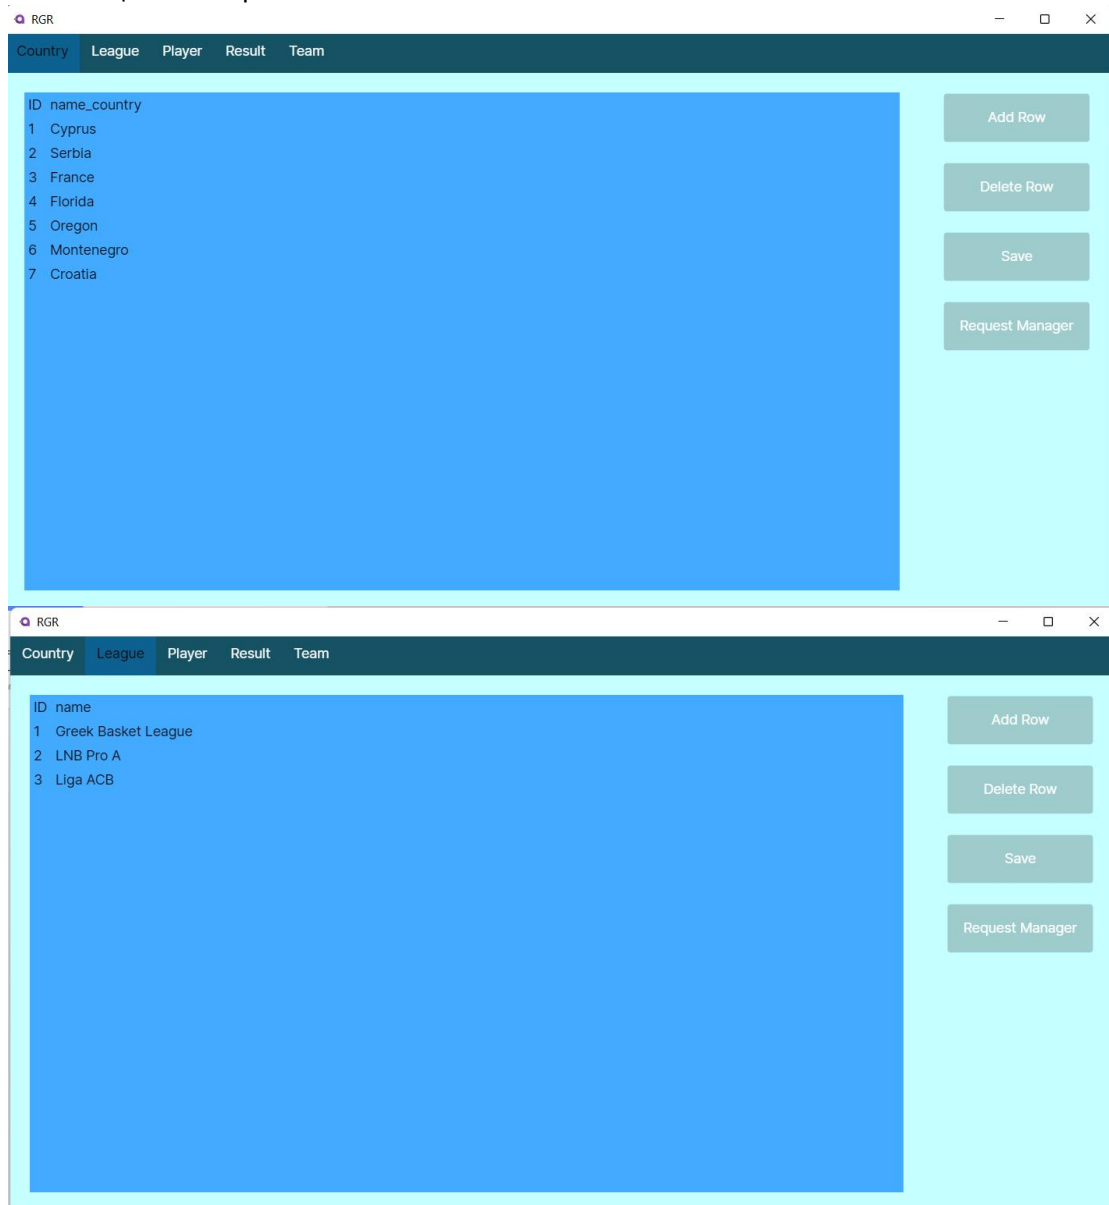 RGR
Country League Player Result Team
ID name_country
1 Cyprus
2 Serbia
3 France
4 Florida
5 Oregon
6 Montenegro
7 Croatia
Add Row
Delete Row
Save
Request Manager
RGR
Country League Player Result Team
ID name
1 Greek Basket League
2 LNB Pro A
3 Liga ACB
Add Row
Delete Row
Save
Request Manager